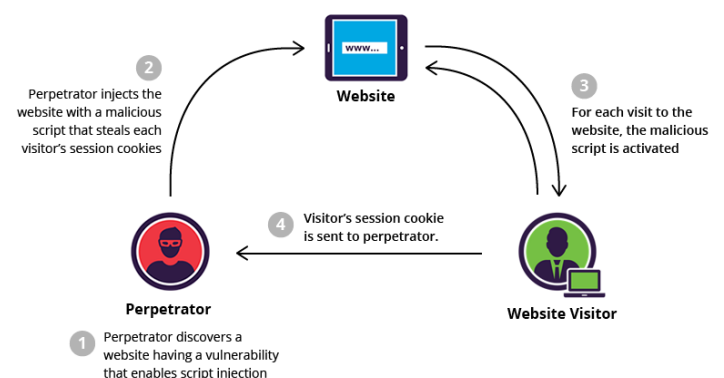 www...
Website
2
Perpetrator injects the
website with a malicious
script that steals each
visitor's session cookies
3
For each visit to the
website, the malicious
script is activated
4
Visitor's session cookie
is sent to perpetrator.
Perpetrator
Website Visitor
1
Perpetrator discovers a
website having a vulnerability
that enables script injection